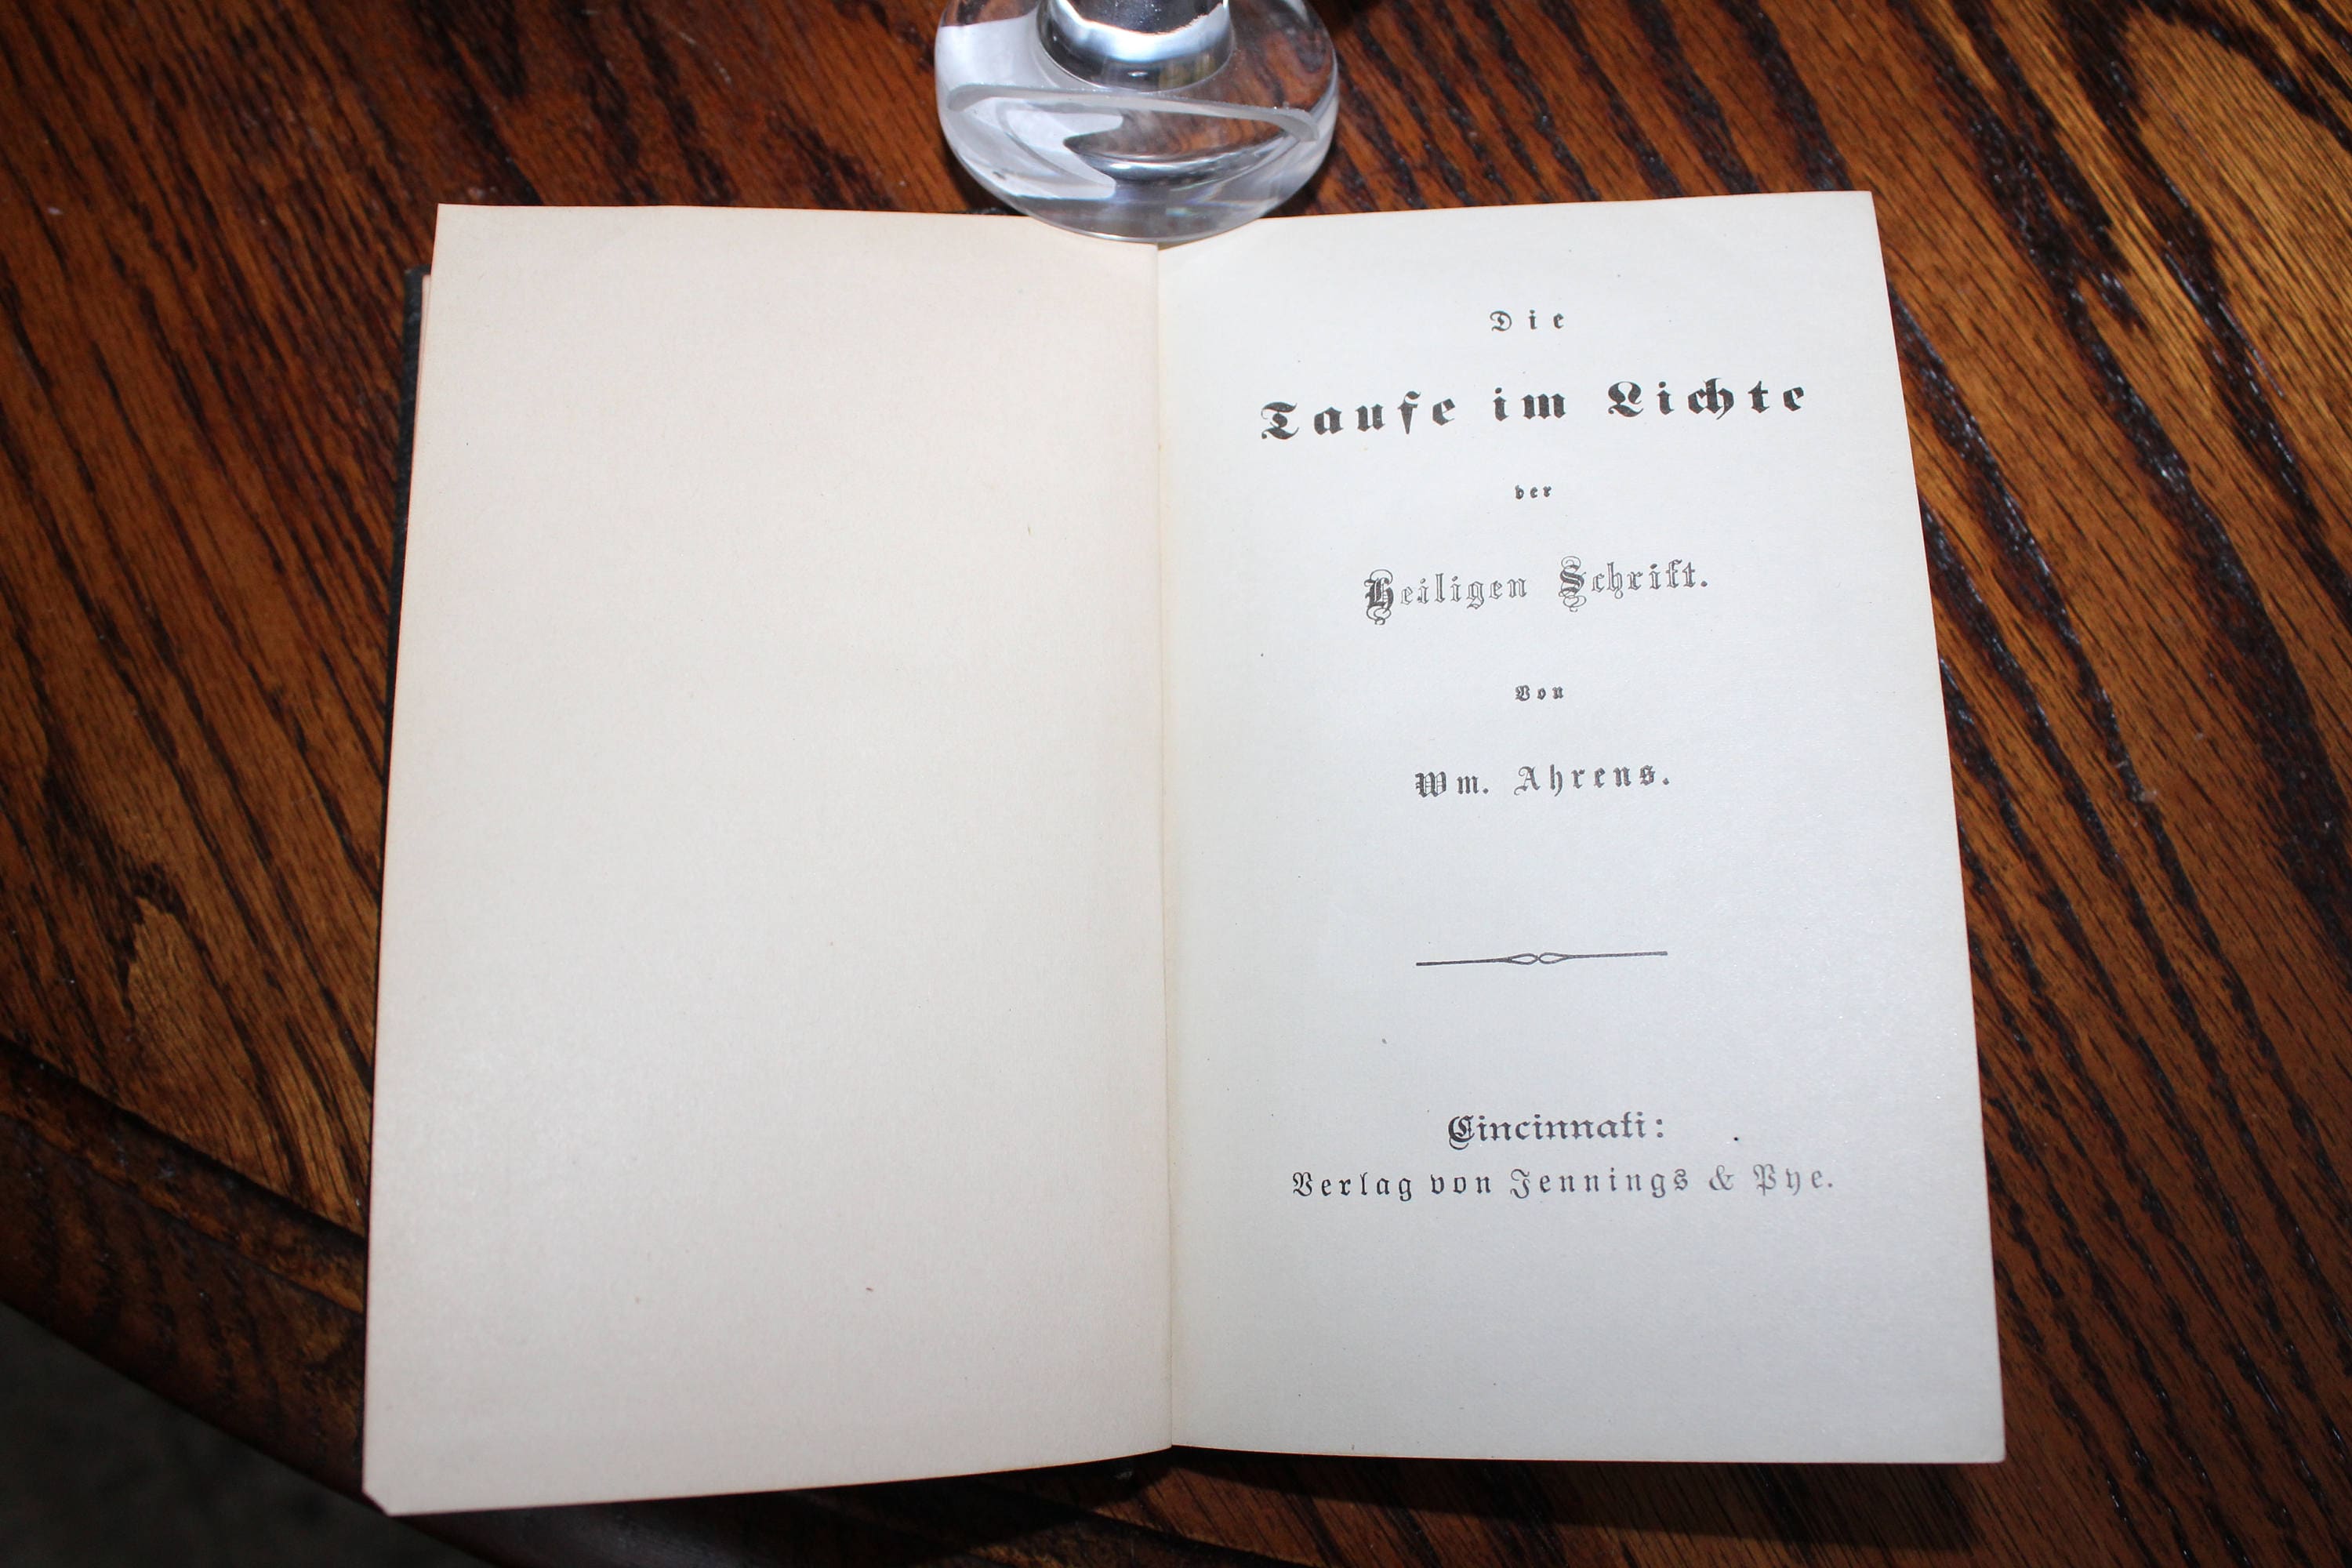 Die
Taufe im Lichte
der
Heiligen Schrift.
Von
Wm. Ahrens.
Cincinnati:
Verlag von Jennings & Pye.